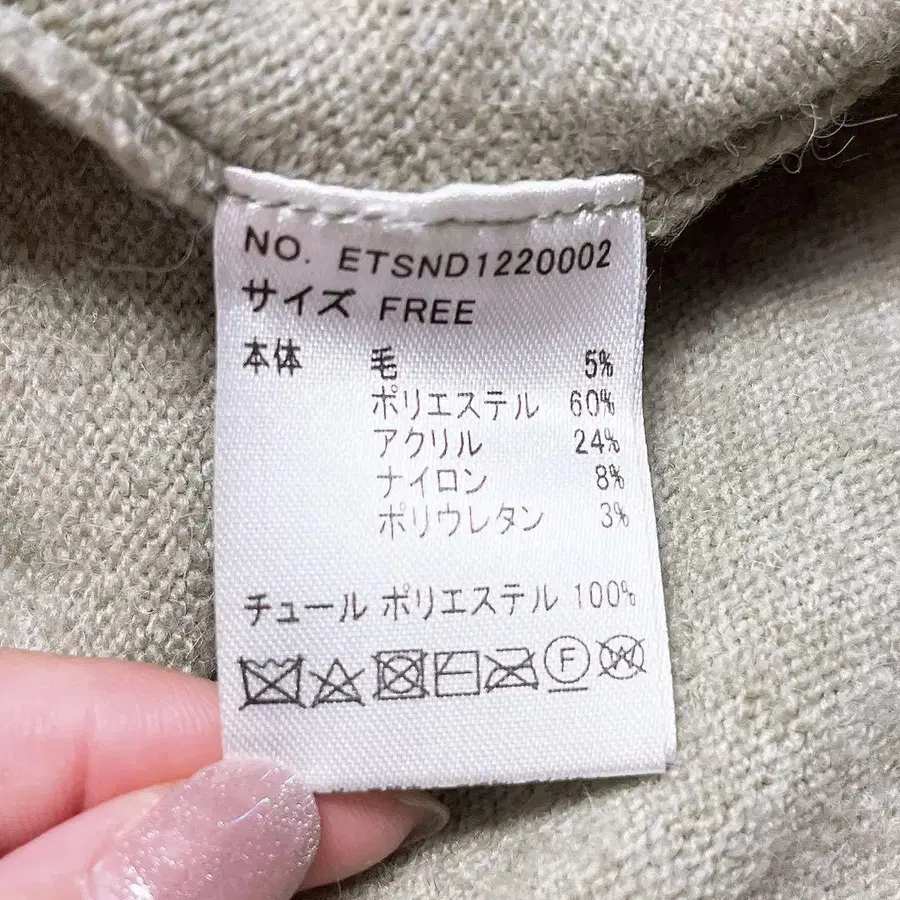 NO. ETSND1220002
サイズ FREE
本体 毛 5%
ポリエステル 60%
アクリル 24%
ナイロン 8%
ポリウレタン 3%
チュール ポリエステル 100%
F W